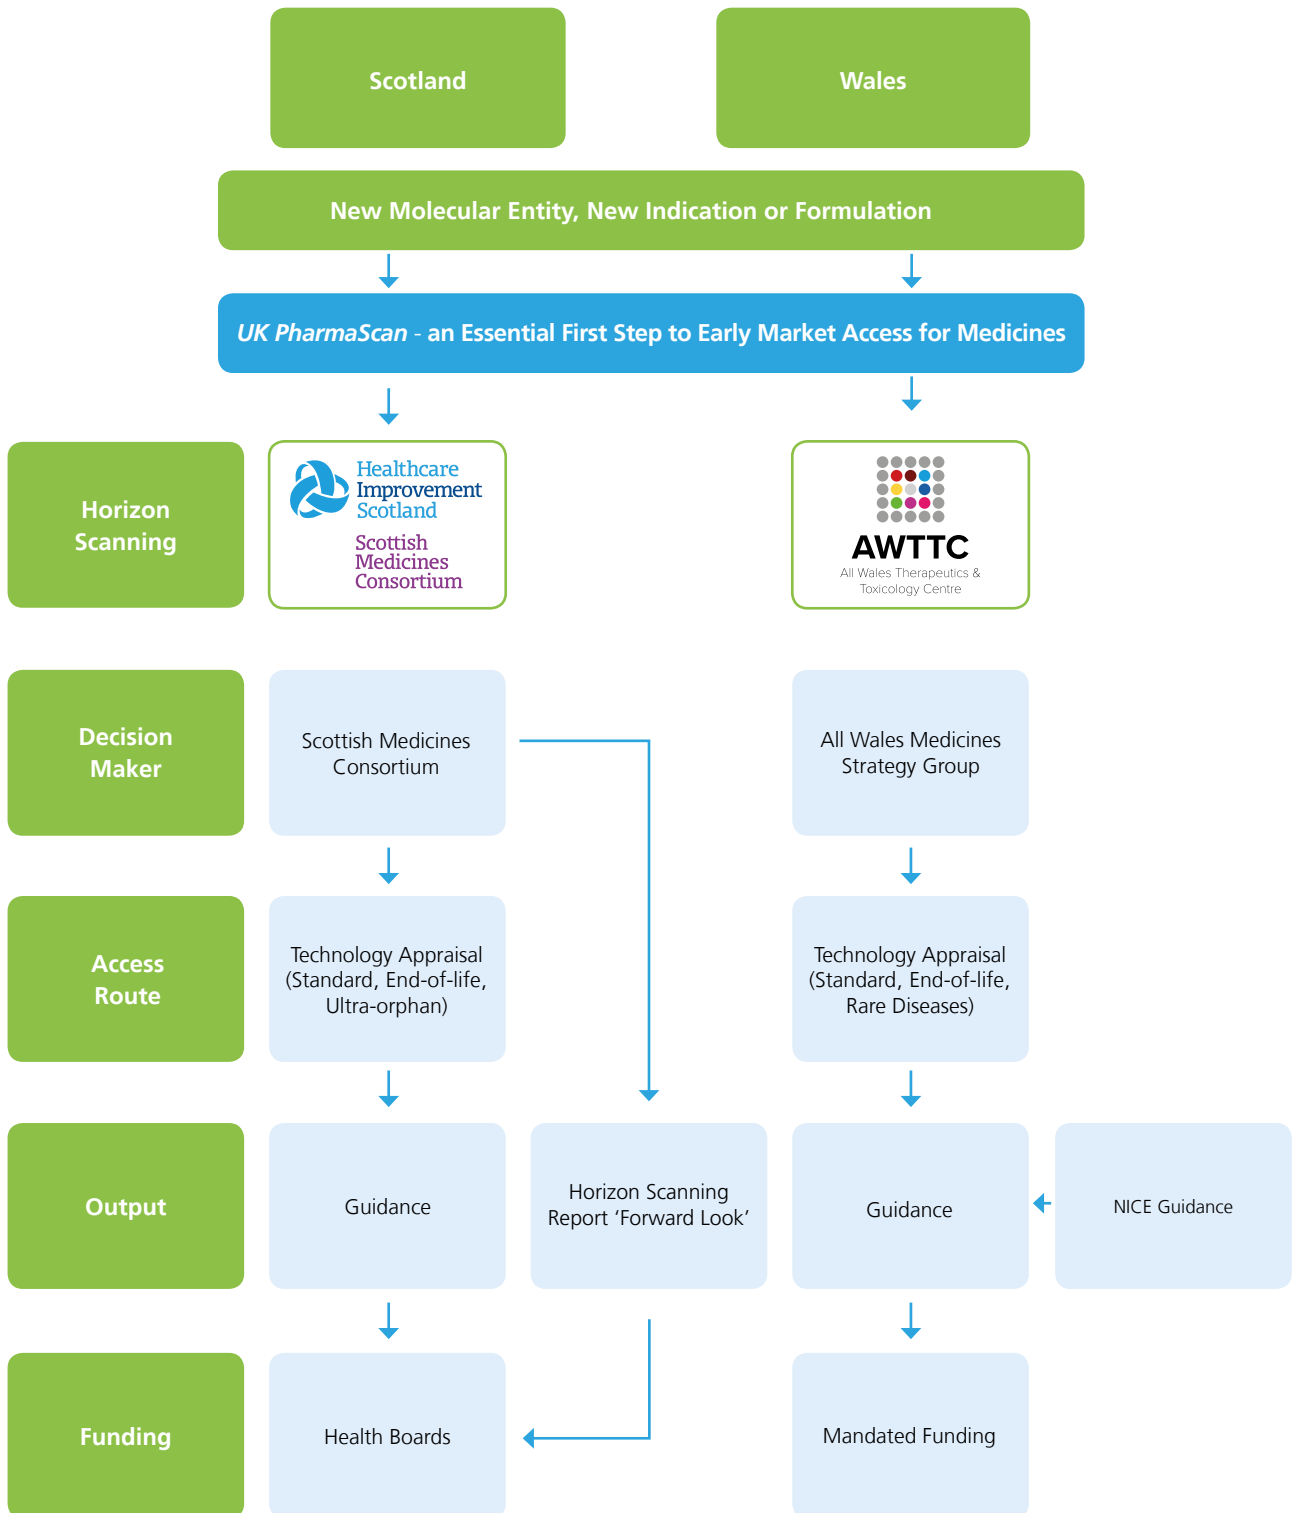 Scotland
Wales
New Molecular Entity, New Indication or Formulation
UK PharmaScan - an Essential First Step to Early Market Access for Medicines
Horizon
Scanning
Healthcare
Improvement
Scotland
Scottish
Medicines
Consortium
AWTTC
All Wales Therapeutics &
Toxicology Centre
Decision
Maker
Scottish Medicines
Consortium
All Wales Medicines
Strategy Group
Access
Route
Technology Appraisal
(Standard, End-of-life,
Ultra-orphan)
Technology Appraisal
(Standard, End-of-life,
Rare Diseases)
Output
Guidance
Horizon Scanning
Report ‘Forward Look’
Guidance
NICE Guidance
Funding
Health Boards
Mandated Funding